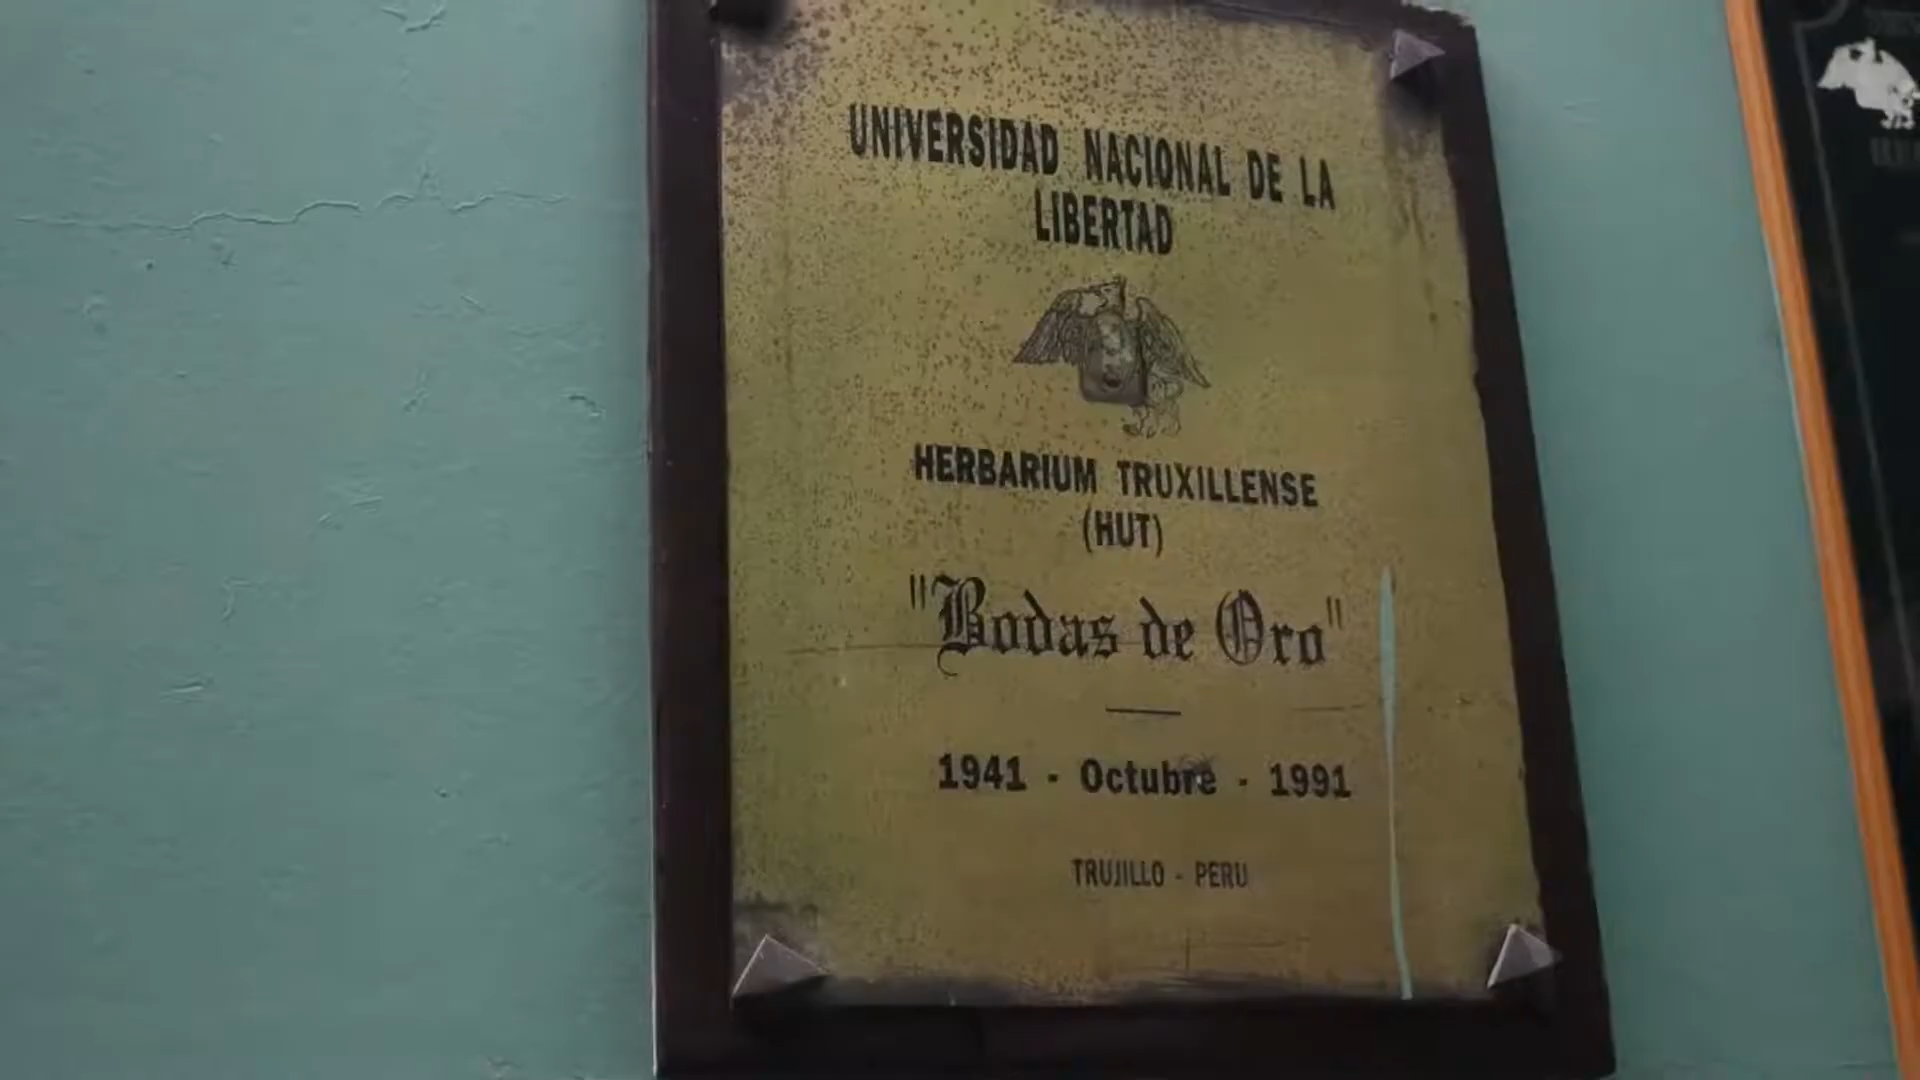 UNIVERSIDAD NACIONAL DE LA
LIBERTAD
HERBARIUM TRUXILLENSE
(HUT)
"Bodas de Oro"
1941 - Octubre - 1991
TRUJILLO - PERU